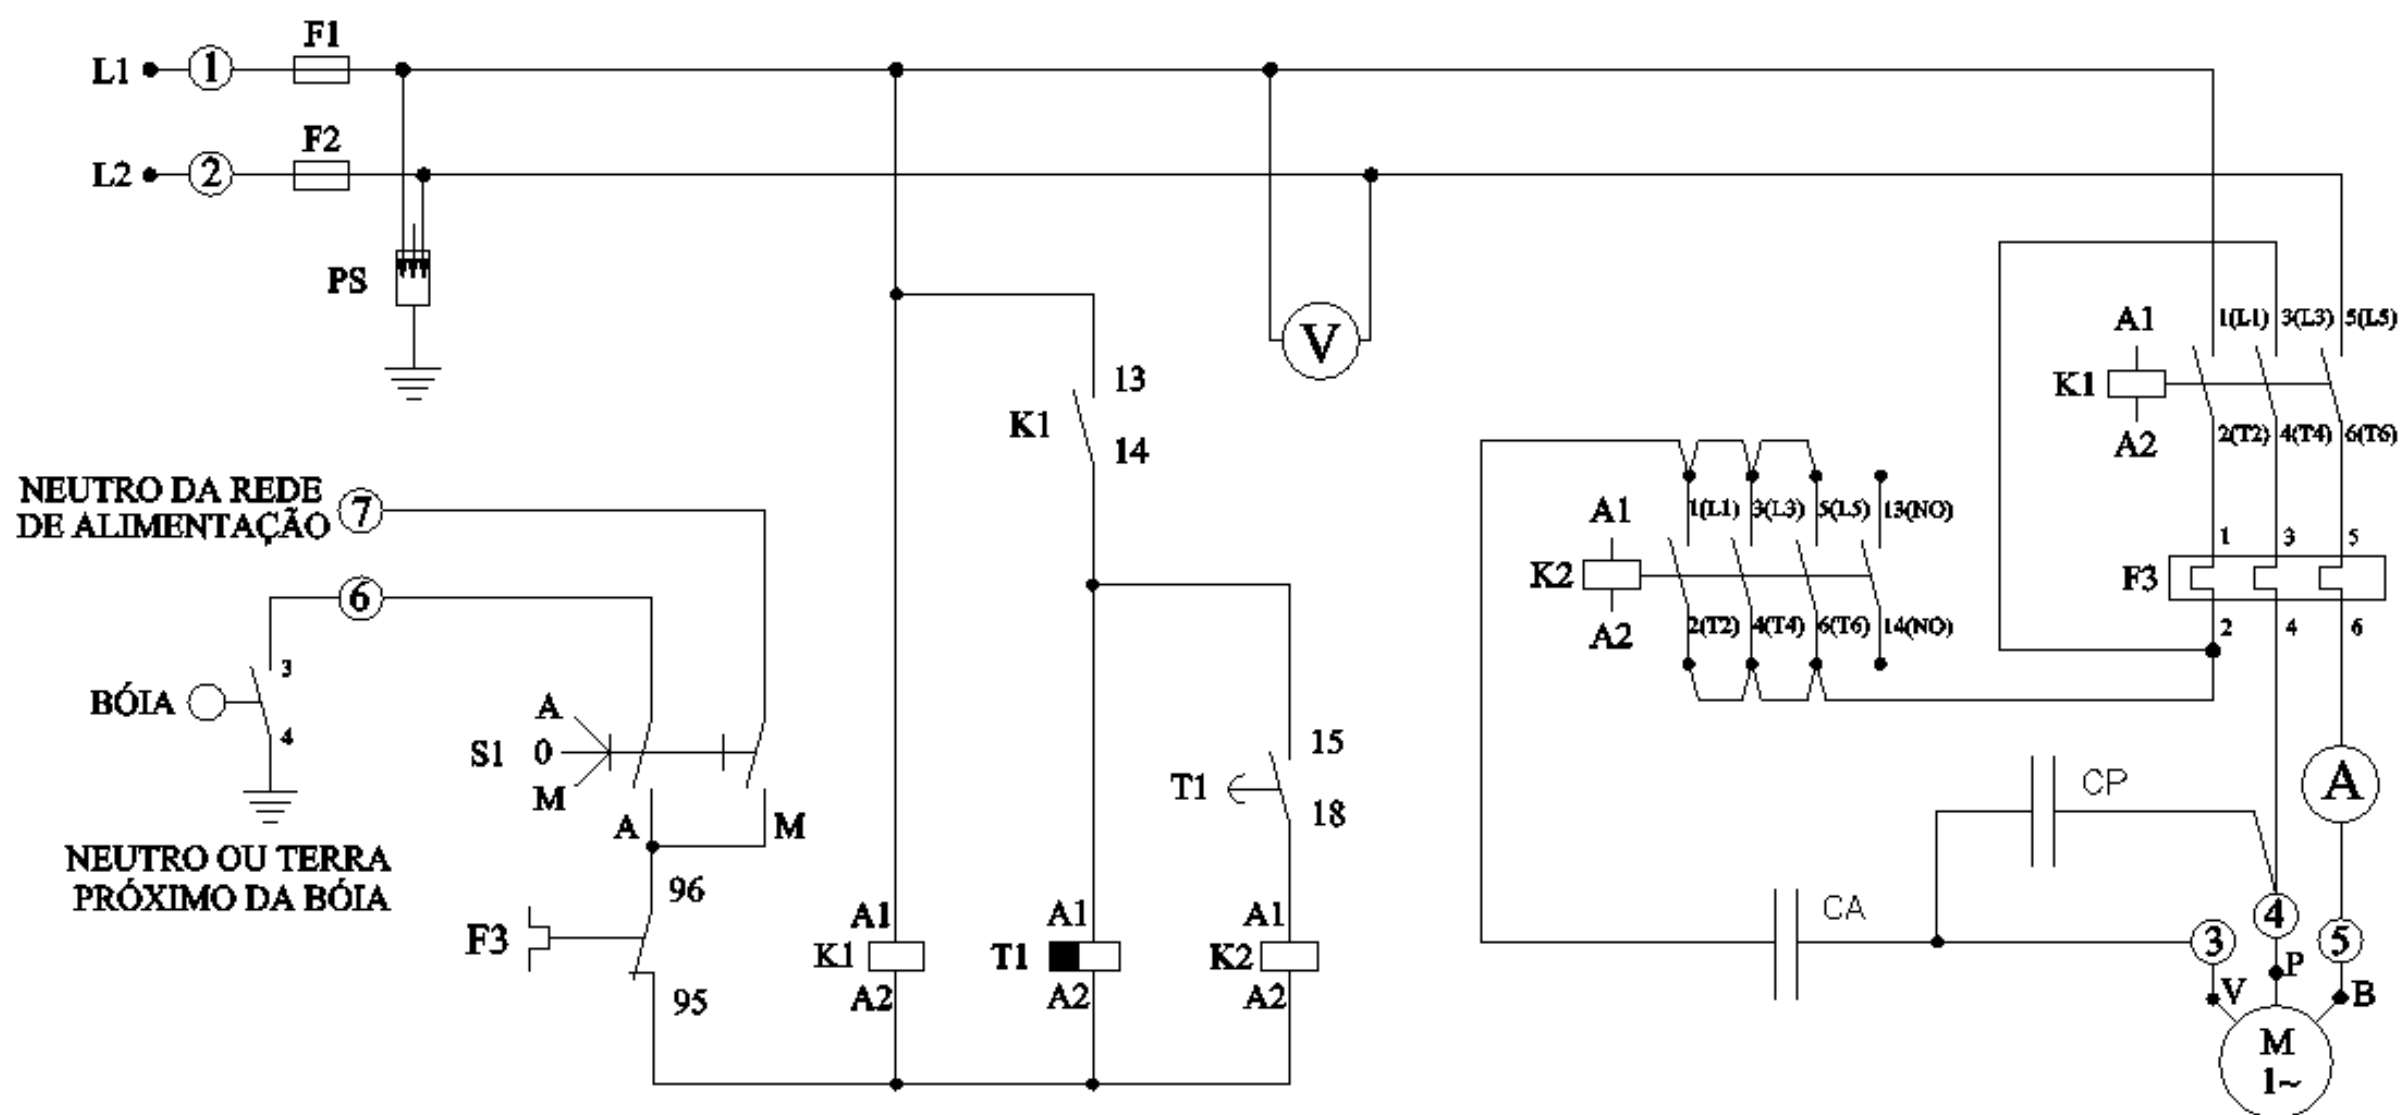 L1 1 F1
L2 2 F2
PS
V
NEUTRO DA REDE
DE ALIMENTAÇÃO 7
6
BÓIA 3
4
NEUTRO OU TERRA
PRÓXIMO DA BÓIA
A
S1 0
M
A M
96
F3
95
K1 13
14
T1 15
18
A1 A1 A1
K1 T1 K2
A2 A2 A2
A1 1(L1) 3(L3) 5(L5)
K1
A2 2(T2) 4(T4) 6(T6)
A1 1(L1) 3(L3) 5(L5) 13(NO)
K2
A2 2(T2) 4(T4) 6(T6) 14(NO)
1 3 5
F3
2 4 6
A
CP
CA
3 4 5
V P B
M
1~